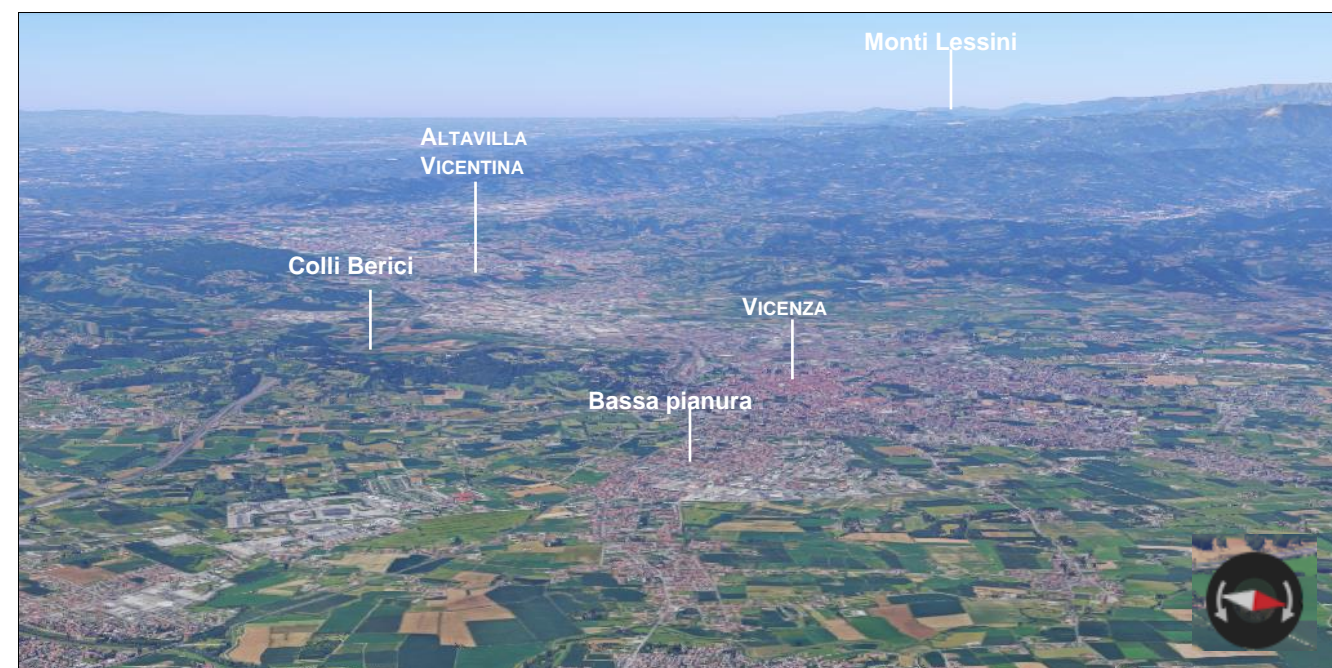 Monti Lessini
ALTAVILLA
VICENTINA
Colli Berici
VICENZA
Bassa pianura